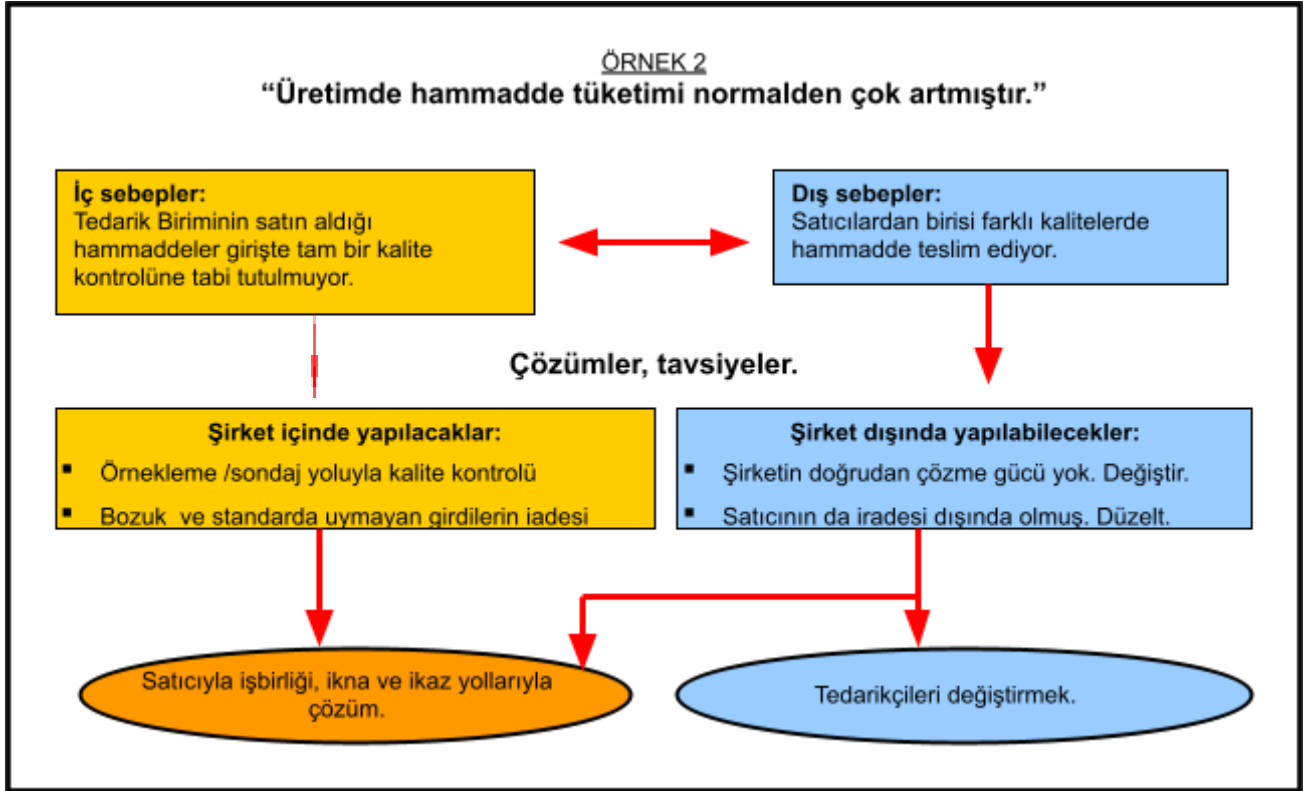 ÖRNEK 2
“Üretimde hammadde tüketimi normalden çok artmıştır.”
İç sebepler:
Tedarik Biriminin satın aldığı
hammaddeler girişte tam bir kalite
kontrolüne tabi tutulmuyor.
Dış sebepler:
Satıcılardan birisi farklı kalitelerde
hammadde teslim ediyor.
Çözümler, tavsiyeler.
Şirket içinde yapılacaklar:
▪ Örnekleme /sondaj yoluyla kalite kontrolü
▪ Bozuk ve standarda uymayan girdilerin iadesi
Şirket dışında yapılabilecekler:
▪ Şirketin doğrudan çözme gücü yok. Değiştir.
▪ Satıcının da iradesi dışında olmuş. Düzelt.
Satıcıyla işbirliği, ikna ve ikaz yollarıyla
çözüm.
Tedarikçileri değiştirmek.